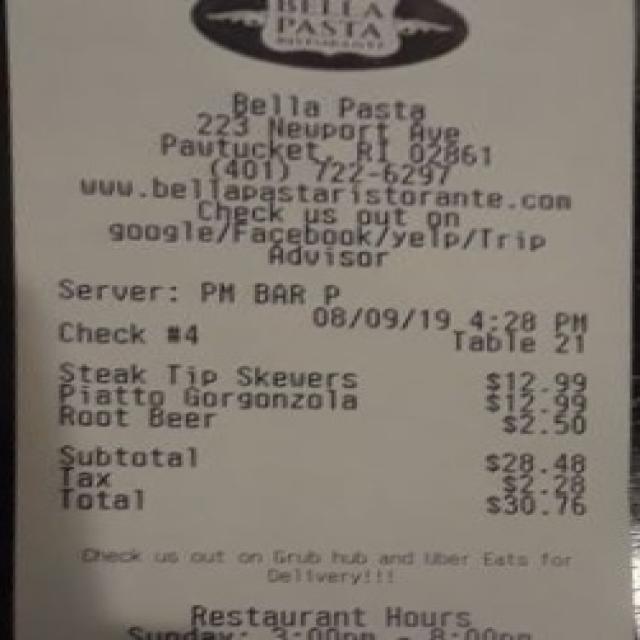 BELLA
PASTA
RESTAURANT
Bella Pasta
223 Newport Ave
Pawtucket, RI 02861
(401) 722-6297
www.bellapastaristorante.com
Check us out on
google/Facebook/yelp/Trip
Advisor
Server: PM BAR P
08/09/19 4:28 PM
Check #4 Table 21
Steak Tip Skewers $12.99
Piatto Gorgonzola $12.99
Root Beer $2.50
Subtotal $28.48
Tax $2.28
Total $30.76
Check us out on Grub hub and Uber Eats for
Delivery!!!
Restaurant Hours
Sunday: 3:00pm - 8:00pm